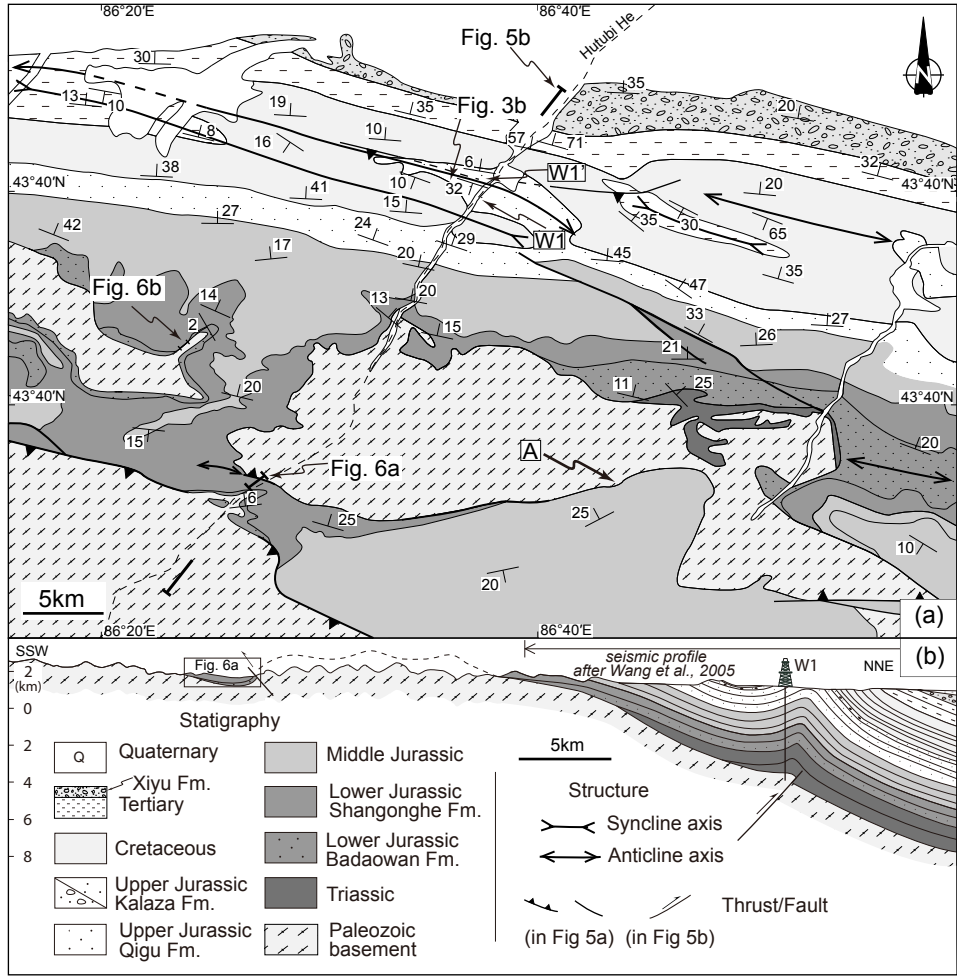 86°20′E
86°40′E
Hutubi He
Fig. 5b
N
30
35
13
10
19
35
Fig. 3b
20
8
16
10
57
71
32
6
43°40′N
W1'
43°40′N
38
10
32
20
41
15
35
30
65
42
27
24
W1
17
29
45
35
20
47
Fig. 6b
14
13
20
33
27
2
15
26
21
25
11
43°40′N
20
43°40′N
15
A
20
Fig. 6a
6
25
25
10
20
5km
(a)
86°20′E
86°40′E
SSW
Fig. 6a
seismic profile
after Wang et al., 2005
W1
NNE
(b)
2
(km)
0
2
4
6
8
Statigraphy
Q
Quaternary
Xiyu Fm.
Tertiary
Cretaceous
Upper Jurassic
Kalaza Fm.
Upper Jurassic
Qigu Fm.
Middle Jurassic
Lower Jurassic
Shangonghe Fm.
Lower Jurassic
Badaowan Fm.
Triassic
Paleozoic
basement
5km
Structure
Syncline axis
Anticline axis
Thrust/Fault
(in Fig 5a)
(in Fig 5b)